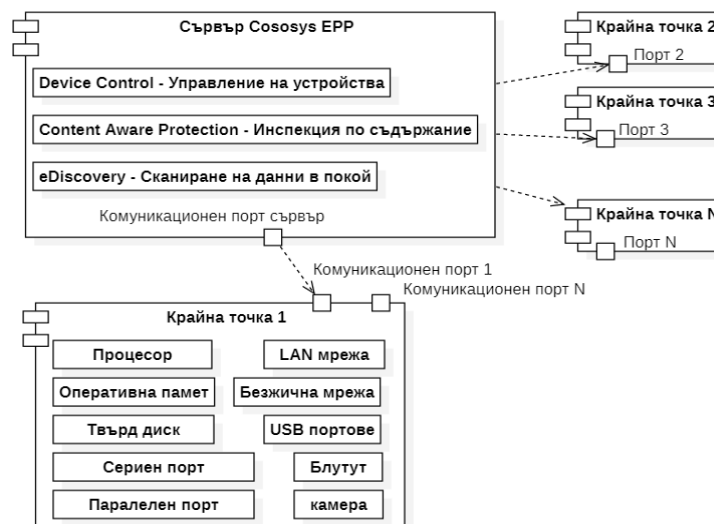 Сървър Cososys EPP
Device Control - Управление на устройства
Content Aware Protection - Инспекция по съдържание
eDiscovery - Сканиране на данни в покой
Комуникационен порт сървър
Крайна точка 2
Порт 2
Крайна точка 3
Порт 3
Крайна точка N
Порт N
Комуникационен порт 1
Комуникационен порт N
Крайна точка 1
Процесор
LAN мрежа
Оперативна памет
Безжична мрежа
Твърд диск
USB портове
Сериен порт
Блутут
Паралелен порт
камера